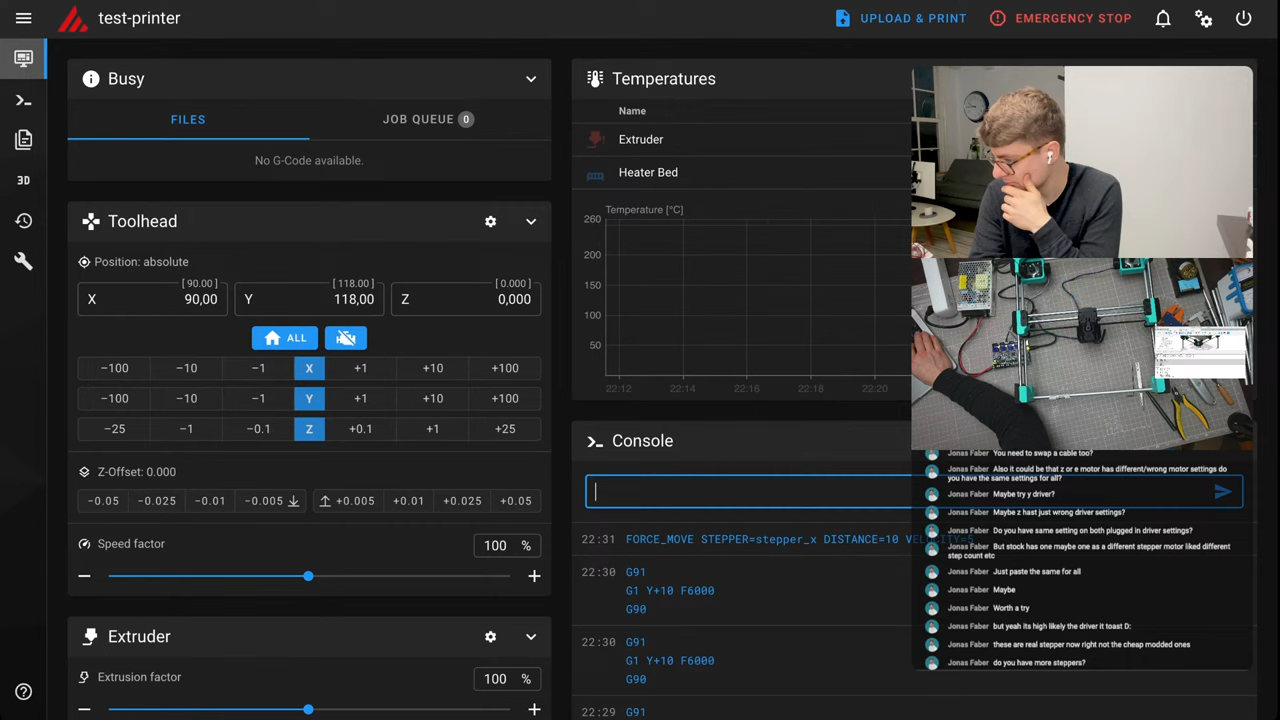 test-printer
UPLOAD & PRINT
EMERGENCY STOP
Busy
FILES
JOB QUEUE 0
No G-Code available.
Toolhead
Position: absolute
[ 90.00 ]
X 90,00
[ 118.00 ]
Y 118,00
[ 0.000 ]
Z 0,000
ALL
−100 −10 −1 X +1 +10 +100
−100 −10 −1 Y +1 +10 +100
−25 −1 −0.1 Z +0.1 +1 +25
Z-Offset: 0.000
−0.05 −0.025 −0.01 −0.005 +0.005 +0.01 +0.025 +0.05
Speed factor
100 %
Extruder
Extrusion factor
100 %
3D
Temperatures
Name
Extruder
Heater Bed
Temperature [°C]
260
200
150
100
50
22:12 22:14 22:16 22:18 22:20
Console
22:31 FORCE_MOVE STEPPER=stepper_x DISTANCE=10 VELOCITY=5
22:30 G91
G1 Y+10 F6000
G90
22:30 G91
G1 Y+10 F6000
G90
22:29 G91
Jonas Faber You need to swap a cable too?
Jonas Faber Also it could be that z or e motor has different/wrong motor settings do
you have the same settings for all?
Jonas Faber Maybe try y driver?
Jonas Faber Maybe z hast just wrong driver settings?
Jonas Faber Do you have same setting on both plugged in driver settings?
Jonas Faber But stock has one maybe one as a different stepper motor liked different
step count etc
Jonas Faber Just paste the same for all
Jonas Faber Maybe
Jonas Faber Worth a try
Jonas Faber but yeah its high likely the driver it toast D:
Jonas Faber these are real stepper now right not the cheap modded ones
Jonas Faber do you have more steppers?